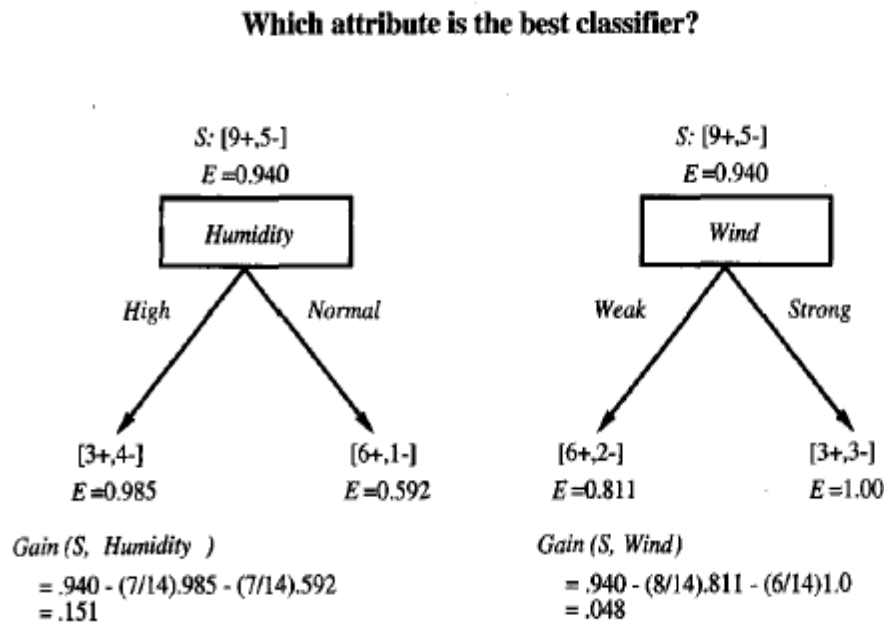 Which attribute is the best classifier?
S: [9+,5-]
E =0.940
Humidity
High
Normal
[3+,4-]
E =0.985
[6+,1-]
E =0.592
Gain (S, Humidity )
= .940 - (7/14).985 - (7/14).592
= .151
S: [9+,5-]
E =0.940
Wind
Weak
Strong
[6+,2-]
E =0.811
[3+,3-]
E =1.00
Gain (S, Wind)
= .940 - (8/14).811 - (6/14)1.0
= .048